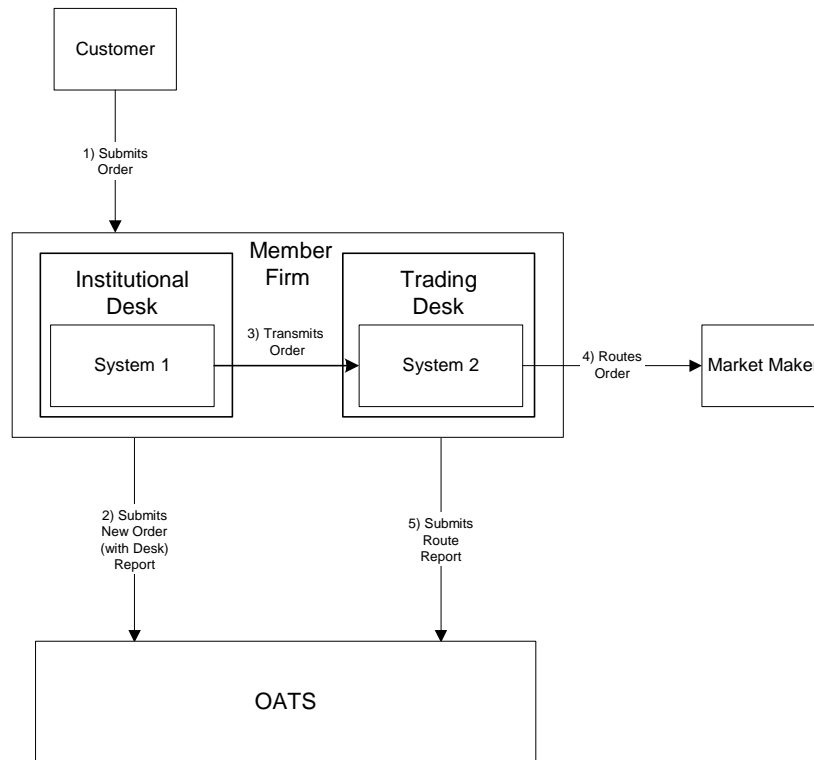 Customer
1) Submits
Order
Member
Firm
Institutional
Desk
System 1
3) Transmits
Order
Trading
Desk
System 2
4) Routes
Order
Market Maker
2) Submits
New Order
(with Desk)
Report
5) Submits
Route
Report
OATS